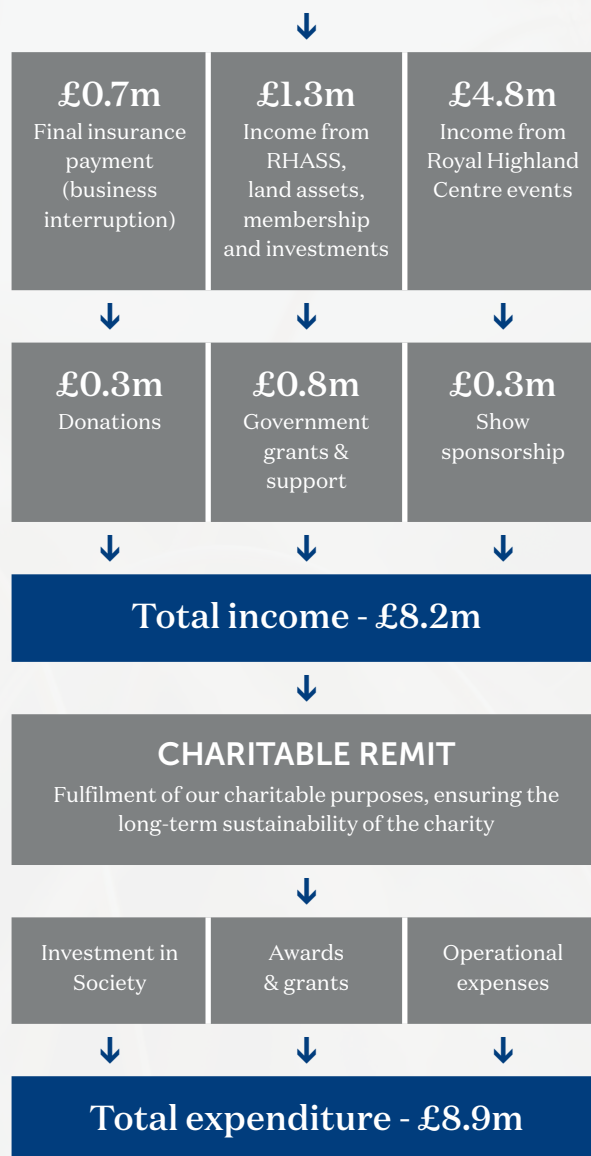 £0.7m
Final insurance
payment
(business
interruption)
£1.3m
Income from
RHASS,
land assets,
membership
and investments
£4.8m
Income from
Royal Highland
Centre events
£0.3m
Donations
£0.8m
Government
grants &
support
£0.3m
Show
sponsorship
Total income - £8.2m
CHARITABLE REMIT
Fulfilment of our charitable purposes, ensuring the
long-term sustainability of the charity
Investment in
Society
Awards
& grants
Operational
expenses
Total expenditure - £8.9m